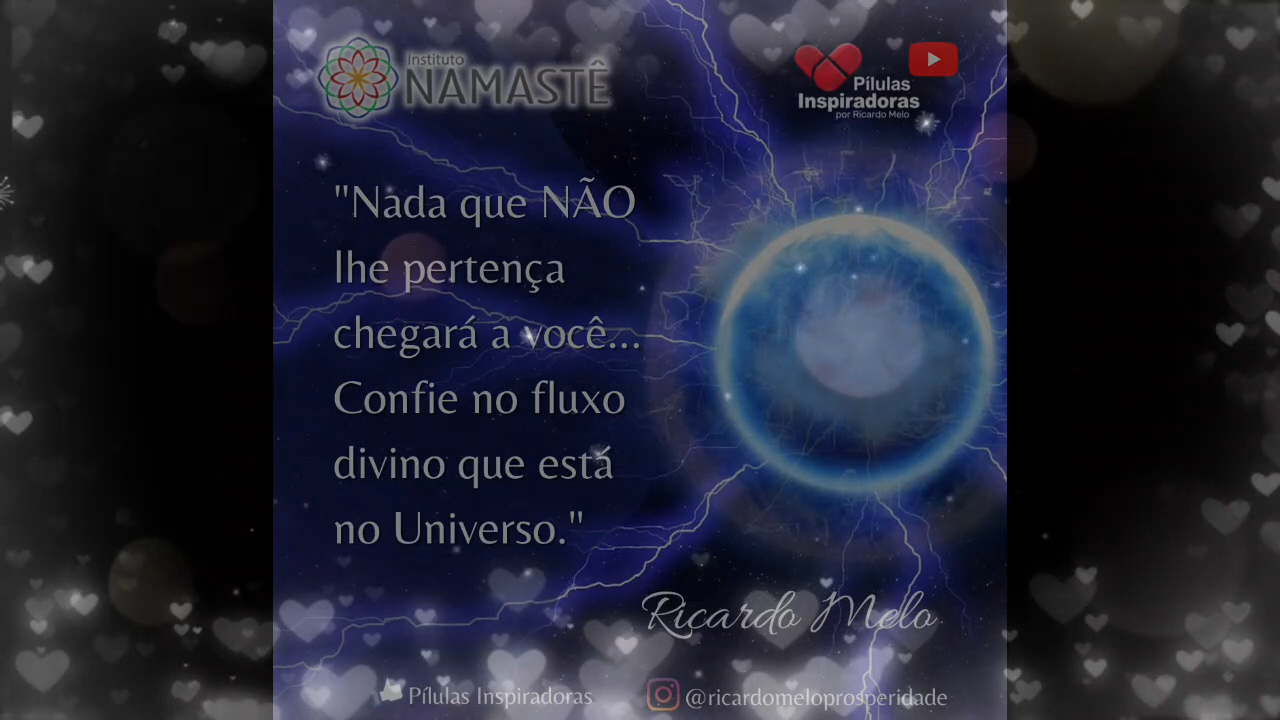 Instituto
NAMASTÊ
Pílulas
Inspiradoras
por Ricardo Melo
"Nada que NÃO
lhe pertença
chegará a você...
Confie no fluxo
divino que está
no Universo."
Ricardo Melo
Pílulas Inspiradoras
@ricardomeloprosperidade